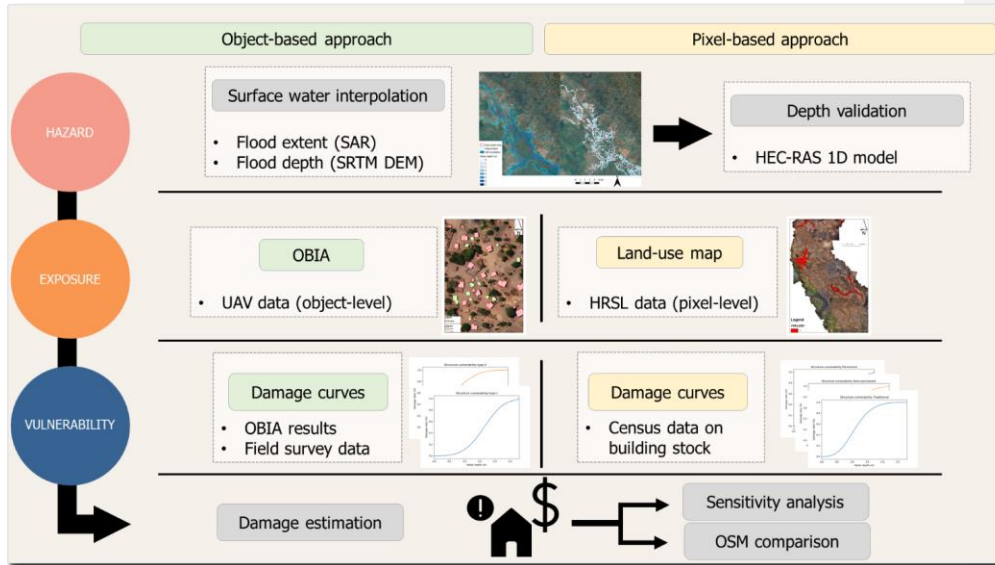 Object-based approach
Pixel-based approach
HAZARD
Surface water interpolation
• Flood extent (SAR)
• Flood depth (SRTM DEM)
Depth validation
• HEC-RAS 1D model
EXPOSURE
OBIA
• UAV data (object-level)
Land-use map
• HRSL data (pixel-level)
Legend
VULNERABILITY
Damage curves
• OBIA results
• Field survey data
Damage curves
• Census data on
building stock
Damage estimation
$
Sensitivity analysis
OSM comparison